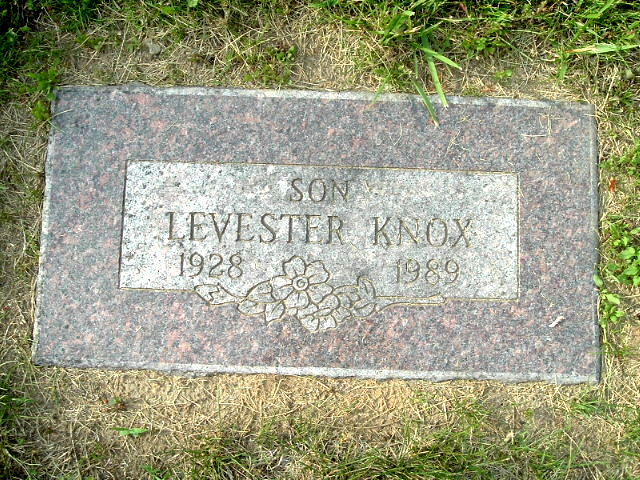 SON
LEVESTER KNOX
1928 1989